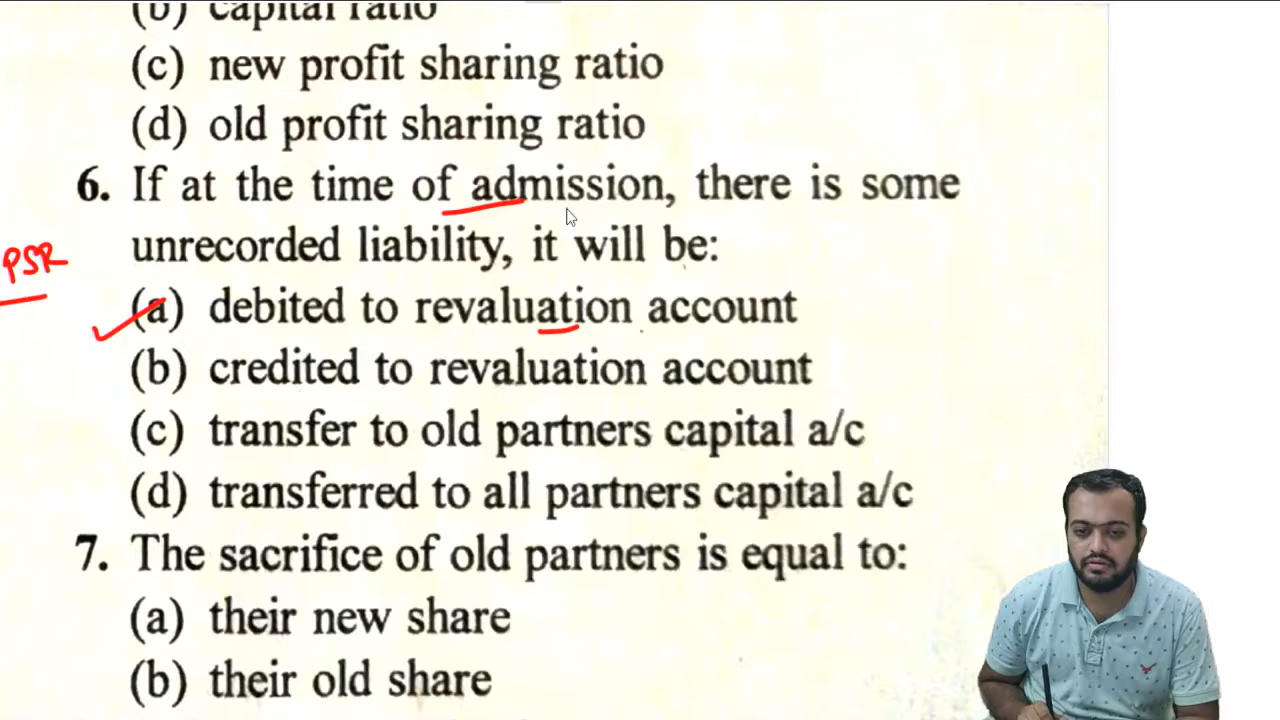 (b) capital ratio
(c) new profit sharing ratio
(d) old profit sharing ratio
6. If at the time of admission, there is some
unrecorded liability, it will be:
PSR
(a) debited to revaluation account
(b) credited to revaluation account
(c) transfer to old partners capital a/c
(d) transferred to all partners capital a/c
7. The sacrifice of old partners is equal to:
(a) their new share
(b) their old share